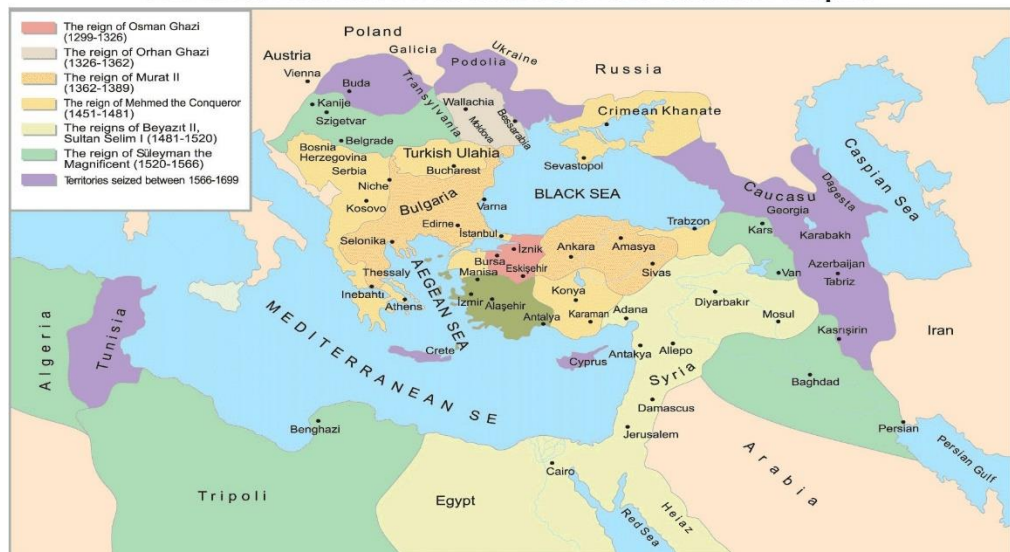 The reign of Osman Ghazi
(1299-1326)
The reign of Orhan Ghazi
(1326-1362)
The reign of Murat II
(1362-1389)
The reign of Mehmed the Conqueror
(1451-1481)
The reigns of Beyazıt II,
Sultan Selim I (1481-1520)
The reign of Süleyman the
Magnificent (1520-1566)
Territories seized between 1566-1699
Poland
Austria
Galicia
Ukraine
Podolia
Russia
Vienna
Buda
Transylvania
Kanije
Szigetvar
Wallachia
Moldova
Bessarabia
Crimean Khanate
Belgrade
Bosnia
Herzegovina
Serbia
Turkish Ulahia
Bucharest
Sevastopol
Niche
Bulgaria
BLACK SEA
Caucasu
Dagesta
Caspian Sea
Kosovo
Varna
Georgia
Trabzon
Kars
Karabakh
Edirne
İstanbul
Selonika
İznik
Ankara
Amasya
Bursa
Eskişehir
Sivas
Van
Azerbaijan
Tabriz
Thessaly
AEGEAN SEA
Manisa
Konya
Diyarbakır
Inebahtı
Athens
İzmir
Alaşehir
Karaman
Adana
Mosul
Antalya
Kasrışirin
Iran
Algeria
Tunisia
MEDITERRANEAN SE
Crete
Cyprus
Antakya
Allepo
Syria
Baghdad
Damascus
Benghazi
Jerusalem
Persian
Persian Gulf
Tripoli
Egypt
Cairo
Arabia
Red Sea
Heiaz